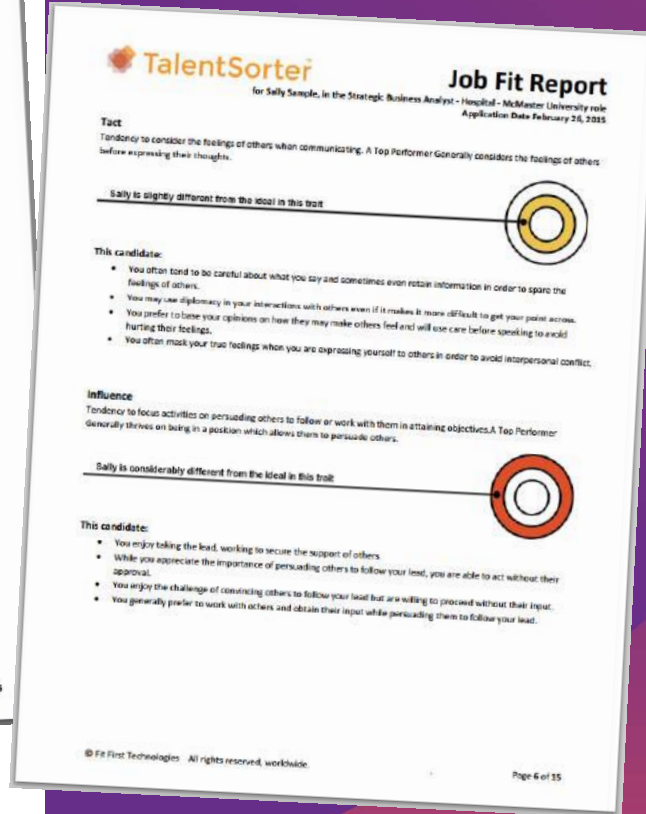 TalentSorter
Job Fit Report
for Sally Sample, in the Strategic Business Analyst - Hospital - McMaster University role
Application Date February 26, 2015
Tact
Tendency to consider the feelings of others when communicating. A Top Performer Generally considers the feelings of others
before expressing their thoughts.
Sally is slightly different from the ideal in this trait
This candidate:
• You often tend to be careful about what you say and sometimes even retain information in order to spare the
feelings of others.
• You may use diplomacy in your interactions with others even if it makes it more difficult to get your point across.
• You prefer to base your opinions on how they may make others feel and will use care before speaking to avoid
hurting their feelings.
• You often mask your true feelings when you are expressing yourself to others in order to avoid interpersonal conflict.
Influence
Tendency to focus activities on persuading others to follow or work with them in attaining objectives.A Top Performer
Generally thrives on being in a position which allows them to persuade others.
Sally is considerably different from the ideal in this trait
This candidate:
• You enjoy taking the lead, working to secure the support of others.
• While you appreciate the importance of persuading others to follow your lead, you are able to act without their
approval.
• You enjoy the challenge of convincing others to follow your lead but are willing to proceed without their input.
• You generally prefer to work with others and obtain their input while persuading them to follow your lead.
© Fit First Technologies All rights reserved, worldwide.
Page 6 of 15